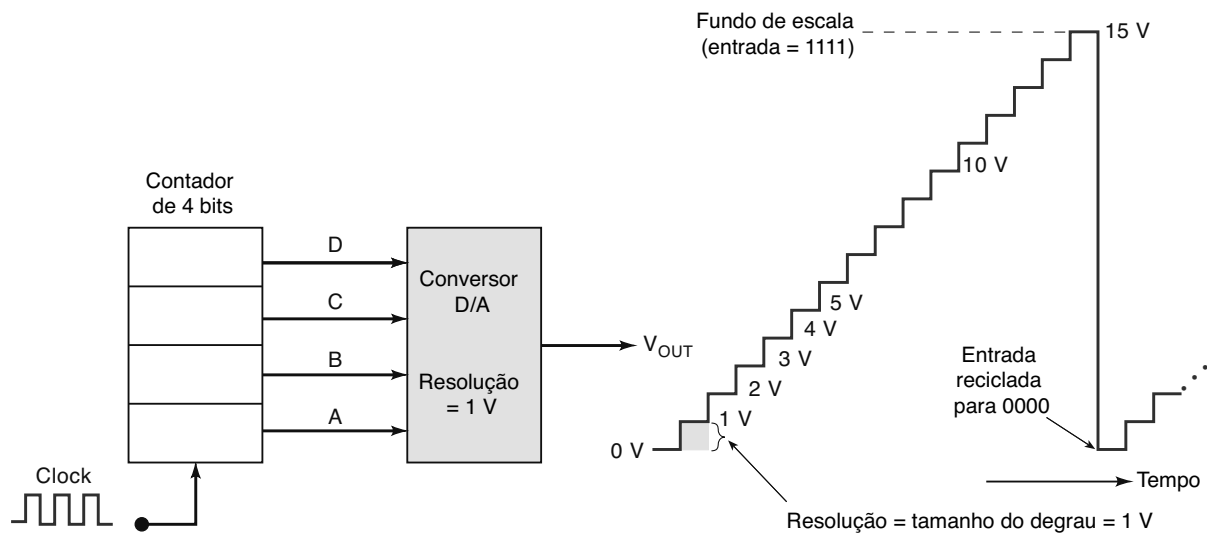 Fundo de escala
(entrada = 1111)
15 V
10 V
5 V
4 V
3 V
2 V
1 V
0 V
Contador
de 4 bits
D
C
B
A
Conversor
D/A
Resolução
= 1 V
V_OUT
Clock
Entrada
reciclada
para 0000
Tempo
Resolução = tamanho do degrau = 1 V